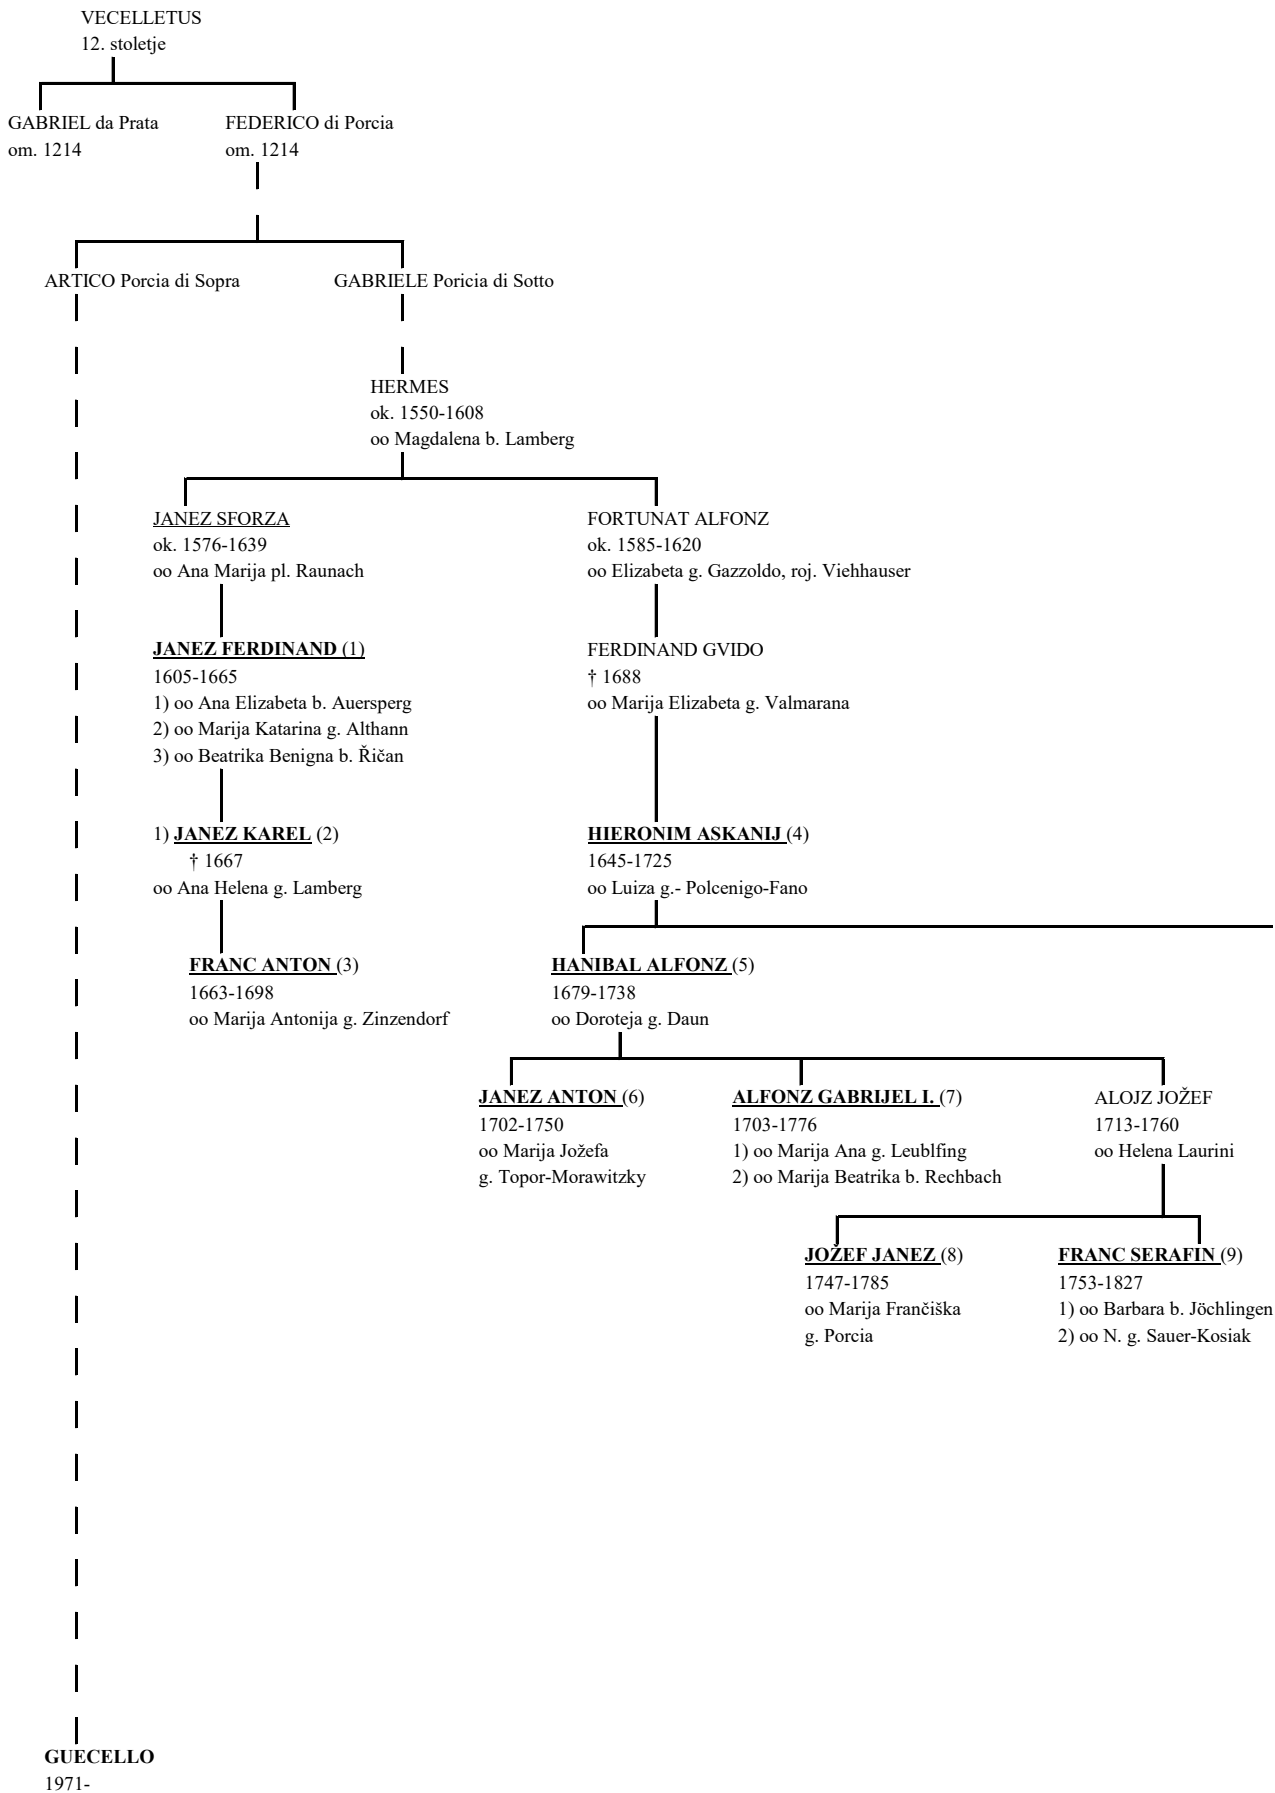 VECELLETUS
12. stoletje
GABRIEL da Prata
om. 1214
FEDERICO di Porcia
om. 1214
ARTICO Porcia di Sopra
GABRIELE Poricia di Sotto
HERMES
ok. 1550-1608
oo Magdalena b. Lamberg
JANEZ SFORZA
ok. 1576-1639
oo Ana Marija pl. Raunach
FORTUNAT ALFONZ
ok. 1585-1620
oo Elizabeta g. Gazzoldo, roj. Viehhauser
JANEZ FERDINAND (1)
1605-1665
1) oo Ana Elizabeta b. Auersperg
2) oo Marija Katarina g. Althann
3) oo Beatrika Benigna b. Řičan
FERDINAND GVIDO
† 1688
oo Marija Elizabeta g. Valmarana
1) JANEZ KAREL (2)
† 1667
oo Ana Helena g. Lamberg
HIERONIM ASKANIJ (4)
1645-1725
oo Luiza g.- Polcenigo-Fano
FRANC ANTON (3)
1663-1698
oo Marija Antonija g. Zinzendorf
HANIBAL ALFONZ (5)
1679-1738
oo Doroteja g. Daun
JANEZ ANTON (6)
1702-1750
oo Marija Jožefa
g. Topor-Morawitzky
ALFONZ GABRIJEL I. (7)
1703-1776
1) oo Marija Ana g. Leublfing
2) oo Marija Beatrika b. Rechbach
ALOJZ JOŽEF
1713-1760
oo Helena Laurini
JOŽEF JANEZ (8)
1747-1785
oo Marija Frančiška
g. Porcia
FRANC SERAFIN (9)
1753-1827
1) oo Barbara b. Jöchlingen
2) oo N. g. Sauer-Kosiak
GUECELLO
1971-